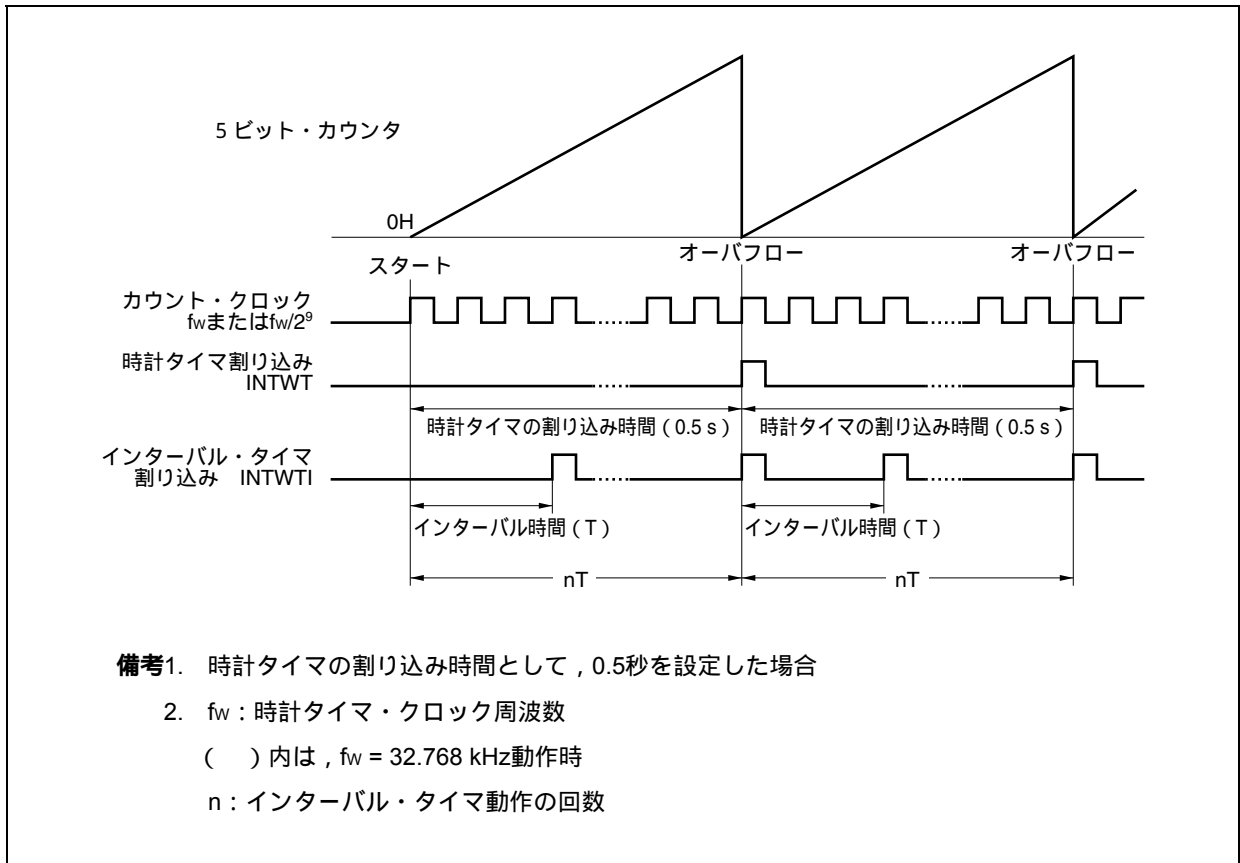 5 ビット・カウンタ
0H
スタート
オーバフロー
オーバフロー
カウント・クロック
fwまたはfw/2⁹
時計タイマ割り込み
INTWT
時計タイマの割り込み時間(0.5 s)
時計タイマの割り込み時間(0.5 s)
インターバル・タイマ
割り込み INTWTI
インターバル時間(T)
インターバル時間(T)
nT
nT
備考1. 時計タイマの割り込み時間として,0.5秒を設定した場合
2. fw:時計タイマ・クロック周波数
( )内は,fw = 32.768 kHz動作時
n:インターバル・タイマ動作の回数